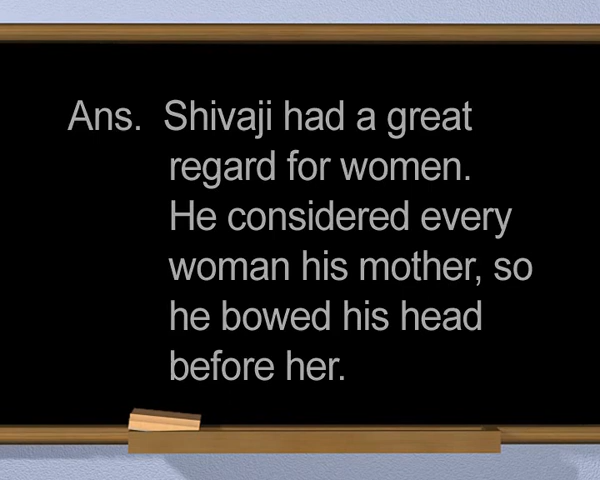 Ans. Shivaji had a great
regard for women.
He considered every
woman his mother, so
he bowed his head
before her.